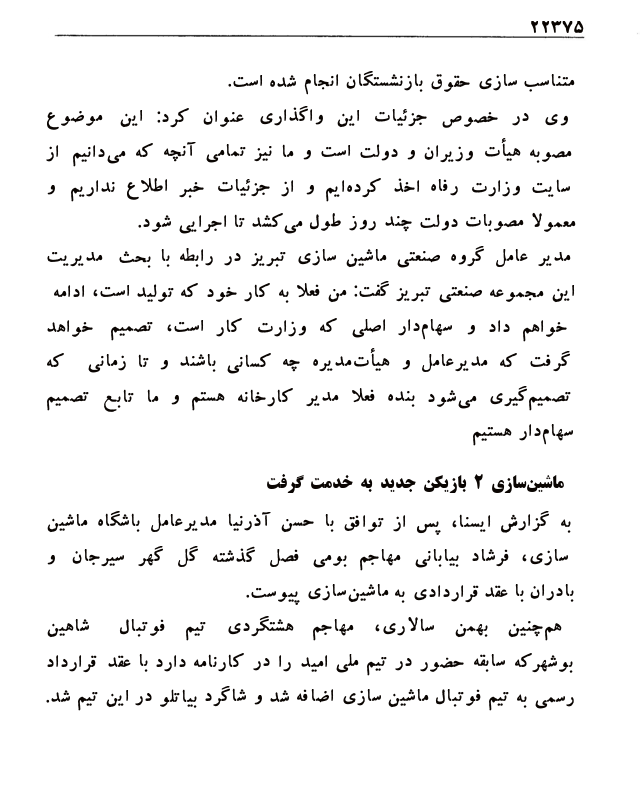 ۲۲۳۷۵
متناسب سازی حقوق بازنشستگان انجام شده است.
وی در خصوص جزئیات این واگذاری عنوان کرد: این موضوع
مصوبه هیأت وزیران و دولت است و ما نیز تمامی آنچه که می‌دانیم از
سایت وزارت رفاه اخذ کرده‌ایم و از جزئیات خبر اطلاع نداریم و
معمولا مصوبات دولت چند روز طول می‌کشد تا اجرایی شود.
مدیر عامل گروه صنعتی ماشین سازی تبریز در رابطه با بحث مدیریت
این مجموعه صنعتی تبریز گفت: من فعلا به کار خود که تولید است، ادامه
خواهم داد و سهام‌دار اصلی که وزارت کار است، تصمیم خواهد
گرفت که مدیرعامل و هیأت‌مدیره چه کسانی باشند و تا زمانی که
تصمیم‌گیری می‌شود بنده فعلا مدیر کارخانه هستم و ما تابع تصمیم
سهام‌دار هستیم
ماشین‌سازی ۲ بازیکن جدید به خدمت گرفت
به گزارش ایسنا، پس از توافق با حسن آذرنیا مدیرعامل باشگاه ماشین
سازی، فرشاد بیابانی مهاجم بومی فصل گذشته گل گهر سیرجان و
بادران با عقد قراردادی به ماشین‌سازی پیوست.
هم‌چنین بهمن سالاری، مهاجم هشتگردی تیم فوتبال شاهین
بوشهرکه سابقه حضور در تیم ملی امید را در کارنامه دارد با عقد قرارداد
رسمی به تیم فوتبال ماشین سازی اضافه شد و شاگرد بیاتلو در این تیم شد.